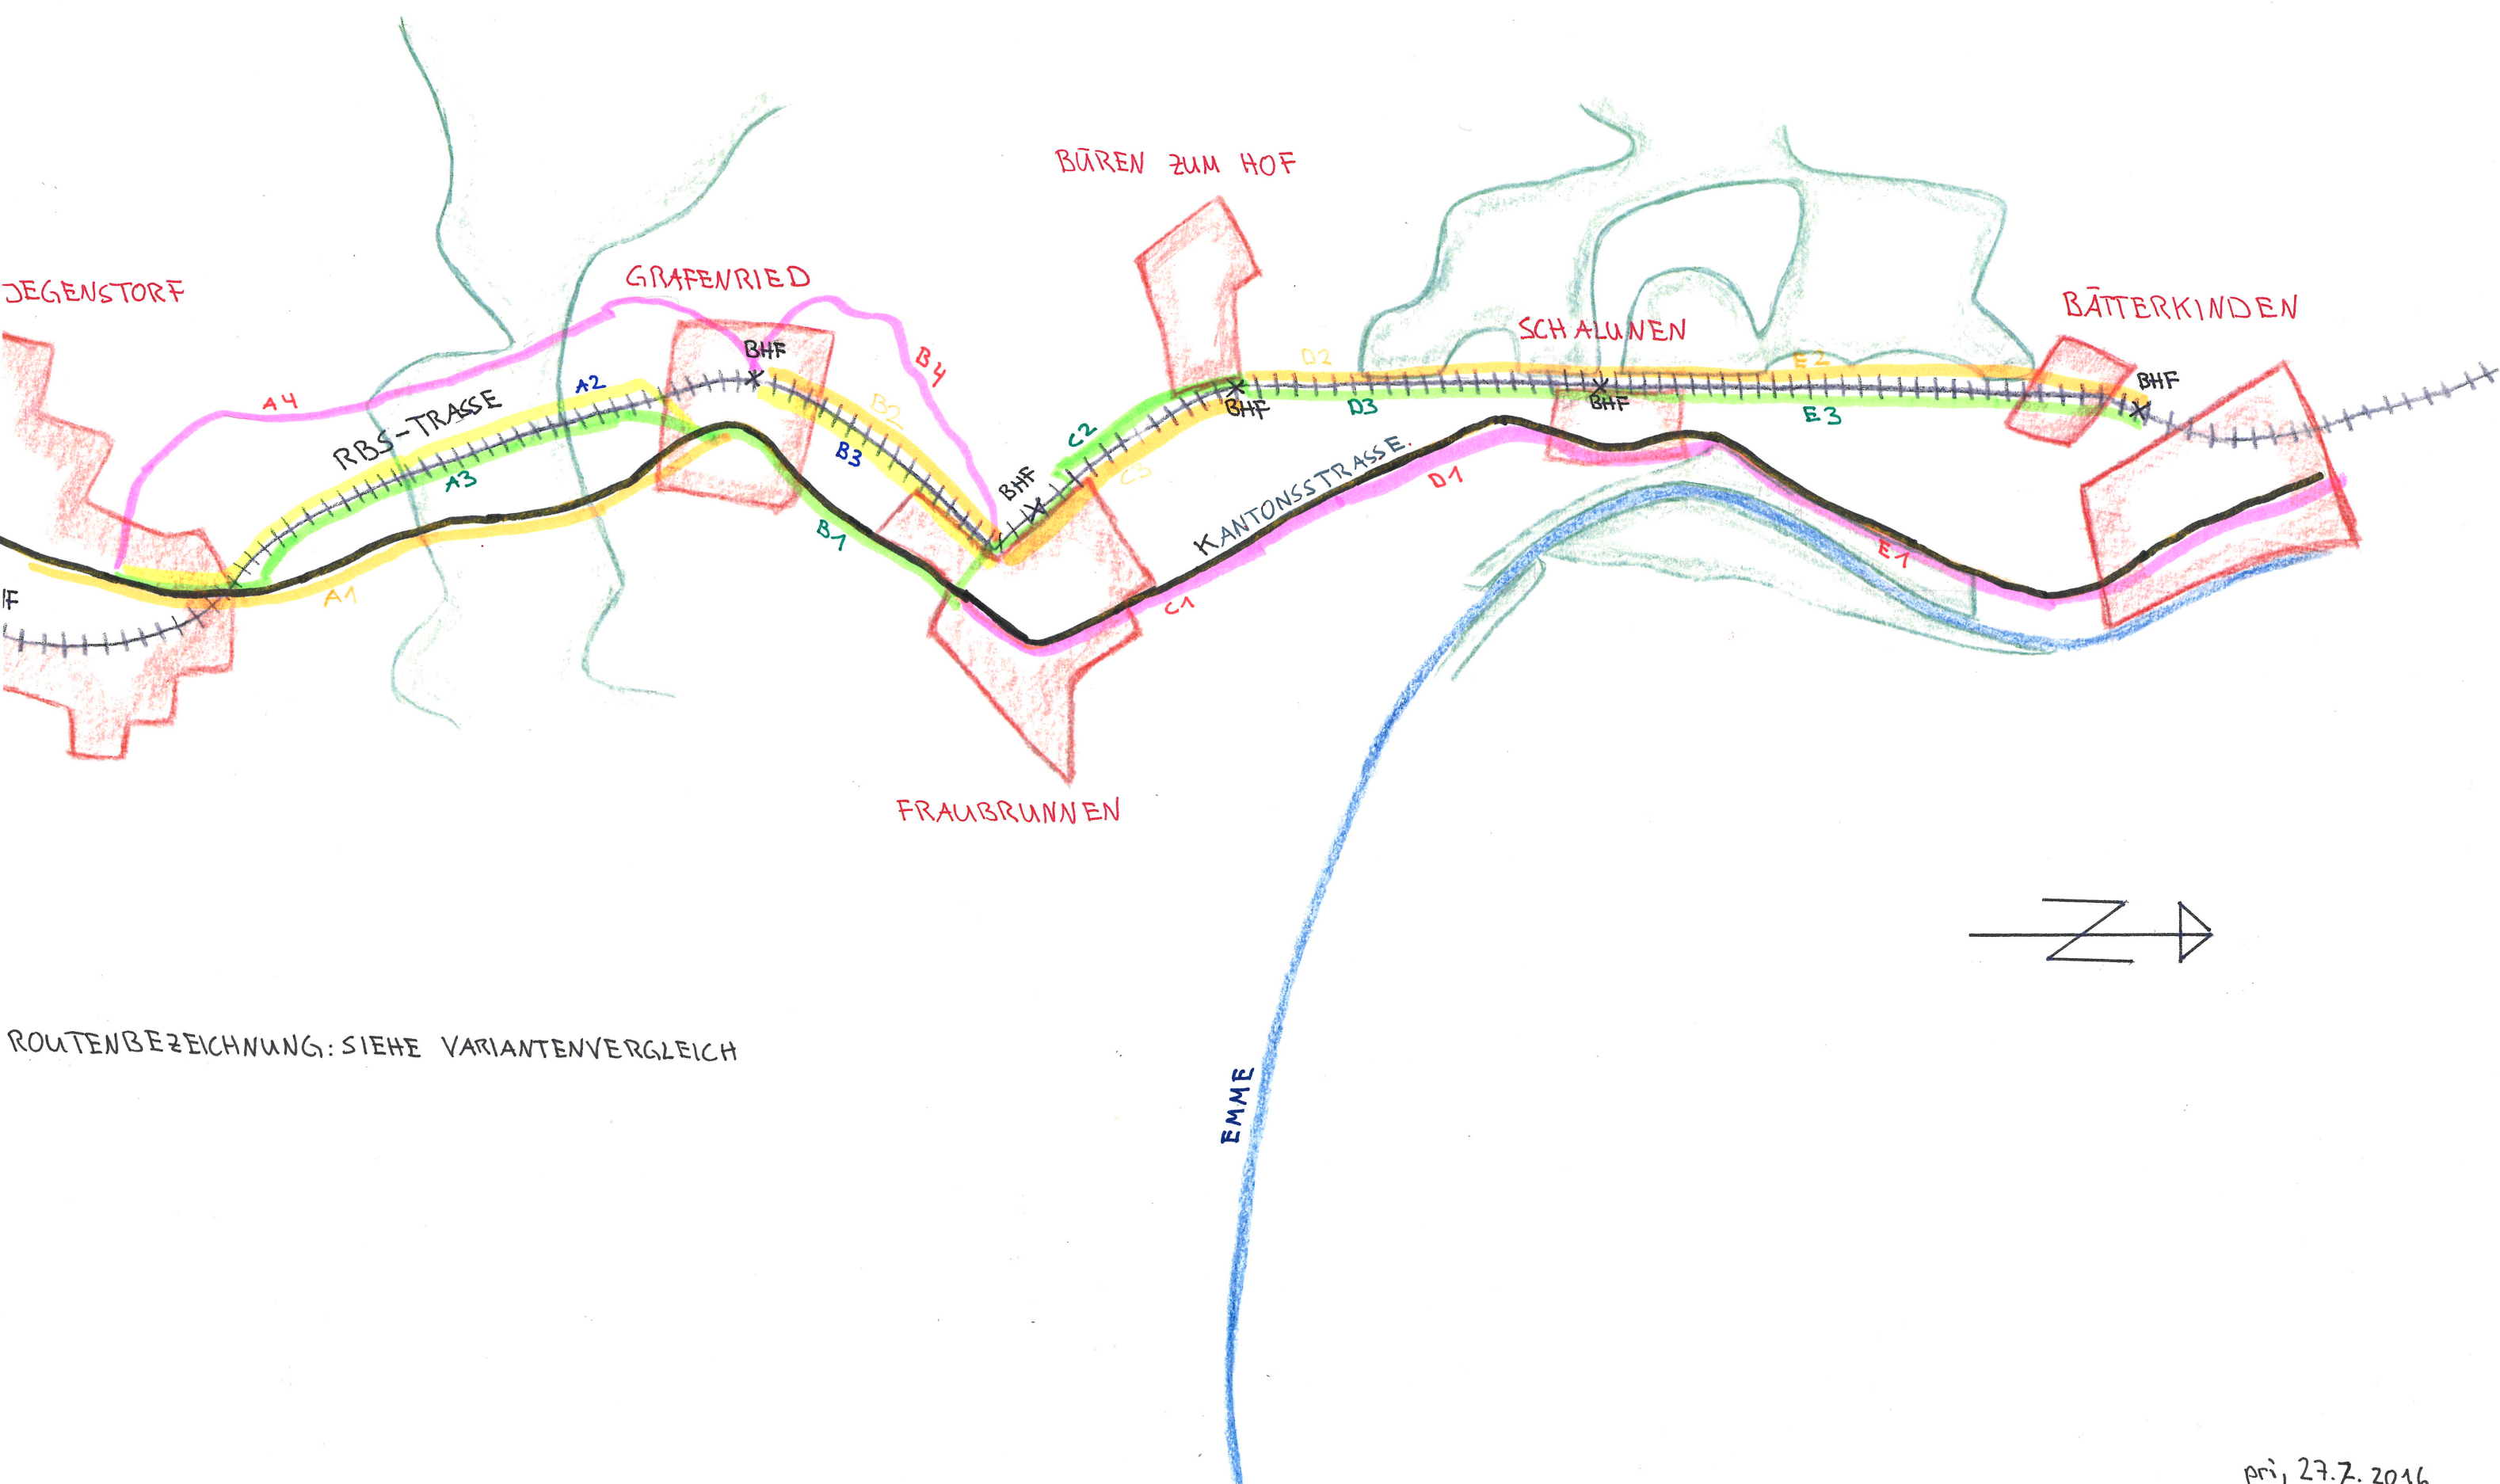 BÜREN ZUM HOF
JEGENSTORF
GRAFENRIED
BÄTTERKINDEN
SCHALUNEN
BHF
A4
RBS-TRASSE
A2
A3
B4
B2
B3
D2
E2
BHF
D3
BHF
E3
BHF
C2
C3
BHF
KANTONSSTRASSE.
D1
B1
E1
A1
C1
FRAUBRUNNEN
Z
ROUTENBEZEICHNUNG: SIEHE VARIANTENVERGLEICH
EMME
pri, 27.7.2016